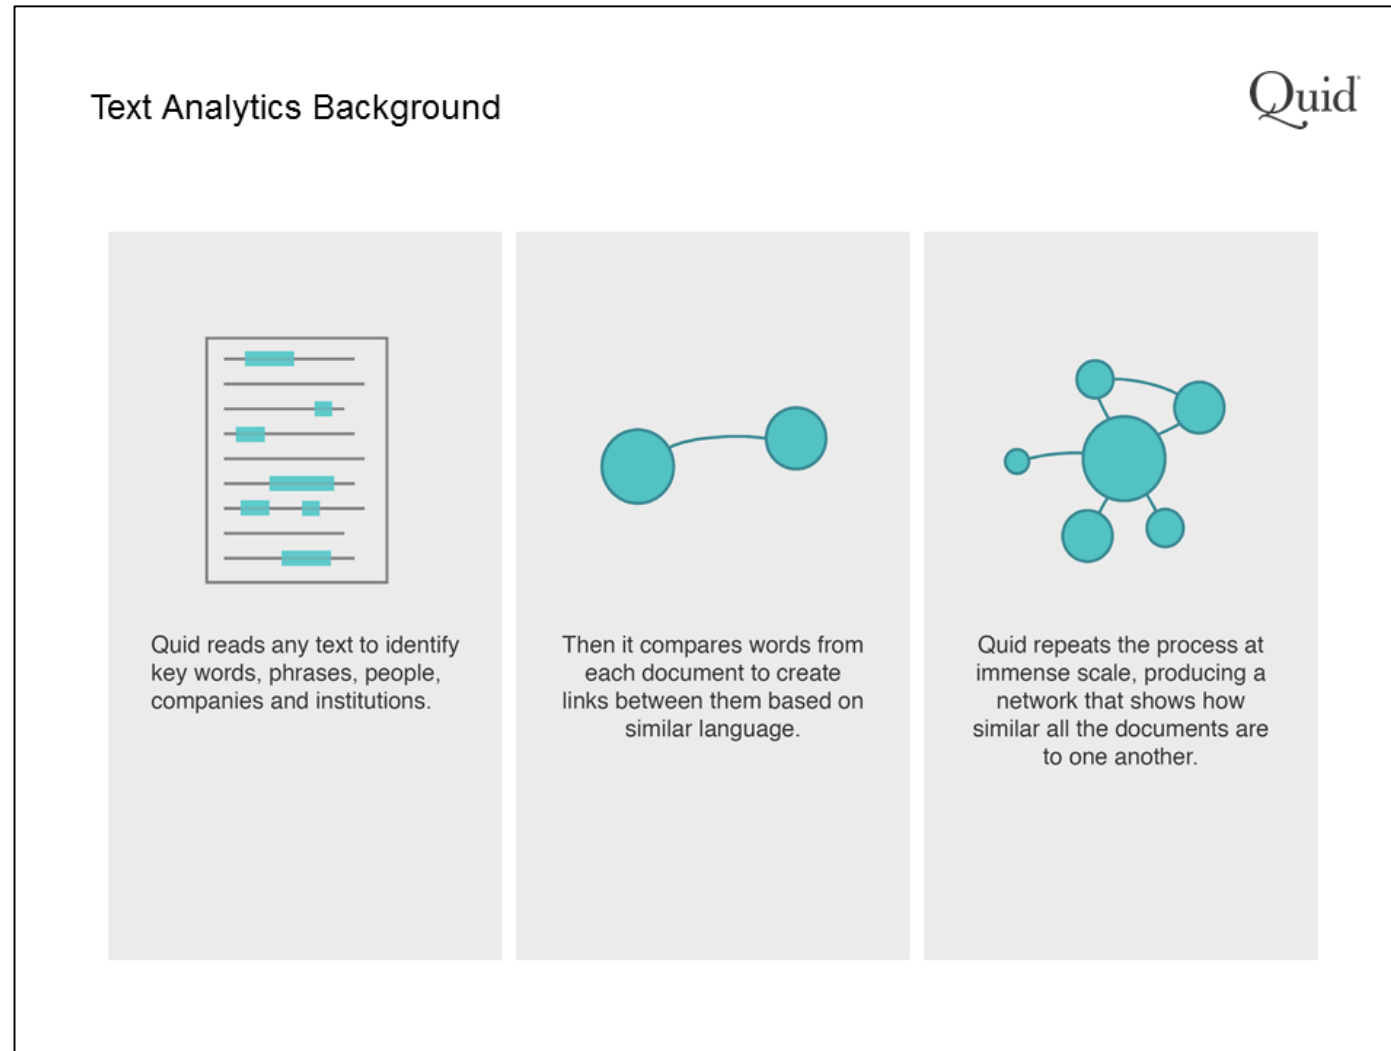 Text Analytics Background
Quid
Quid reads any text to identify
key words, phrases, people,
companies and institutions.
Then it compares words from
each document to create
links between them based on
similar language.
Quid repeats the process at
immense scale, producing a
network that shows how
similar all the documents are
to one another.